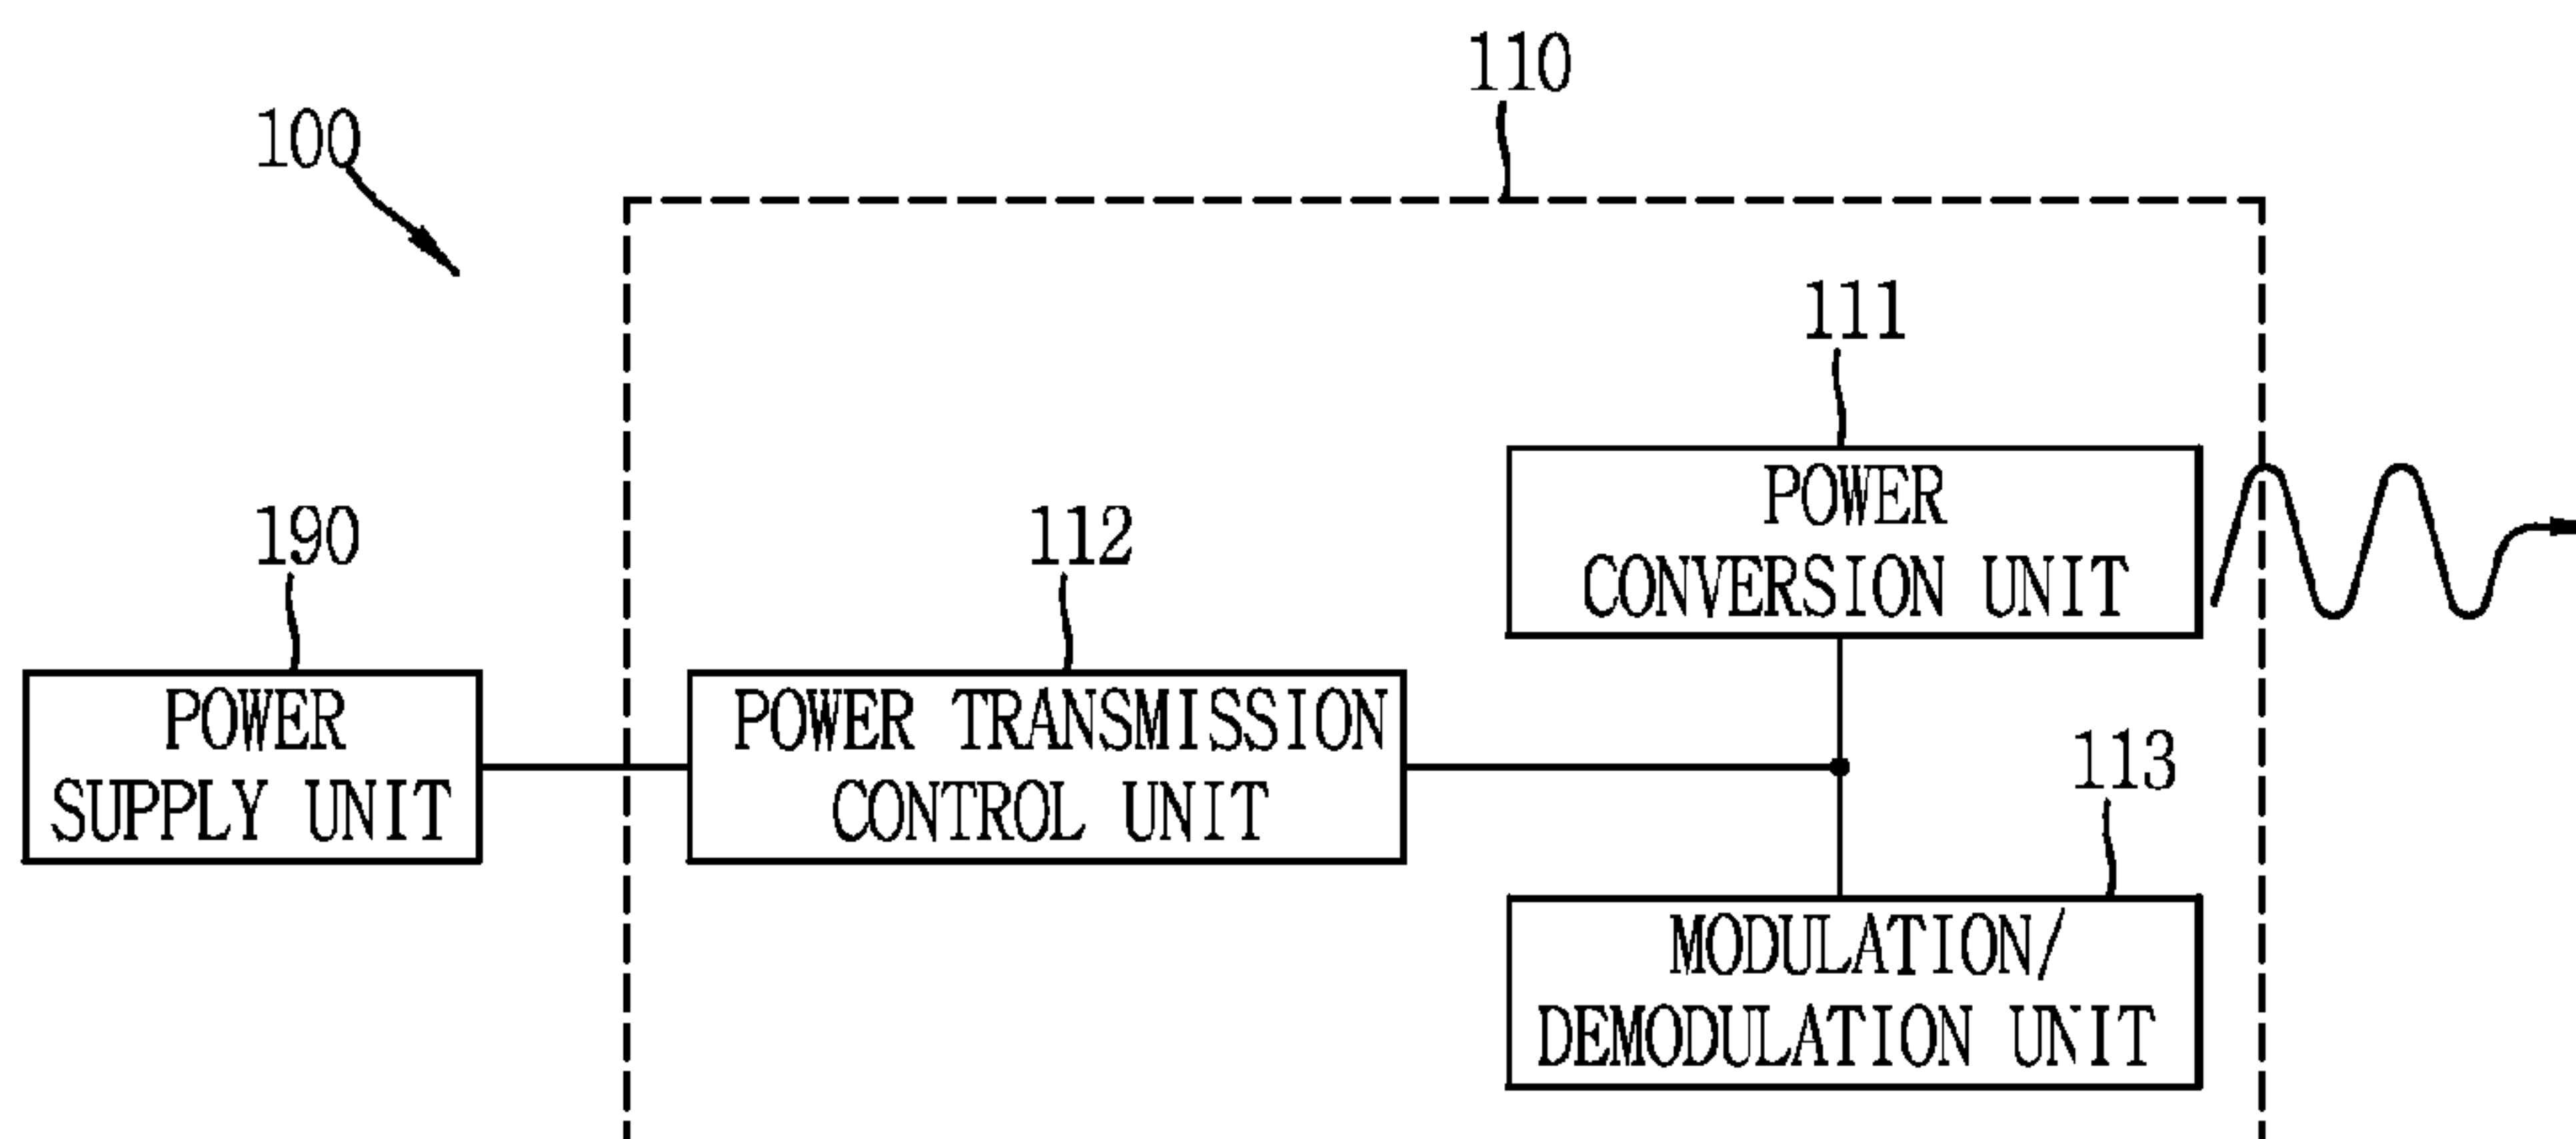 110
100
111
POWER
CONVERSION UNIT
190
112
POWER
SUPPLY UNIT
POWER TRANSMISSION
CONTROL UNIT
113
MODULATION/
DEMODULATION UNIT